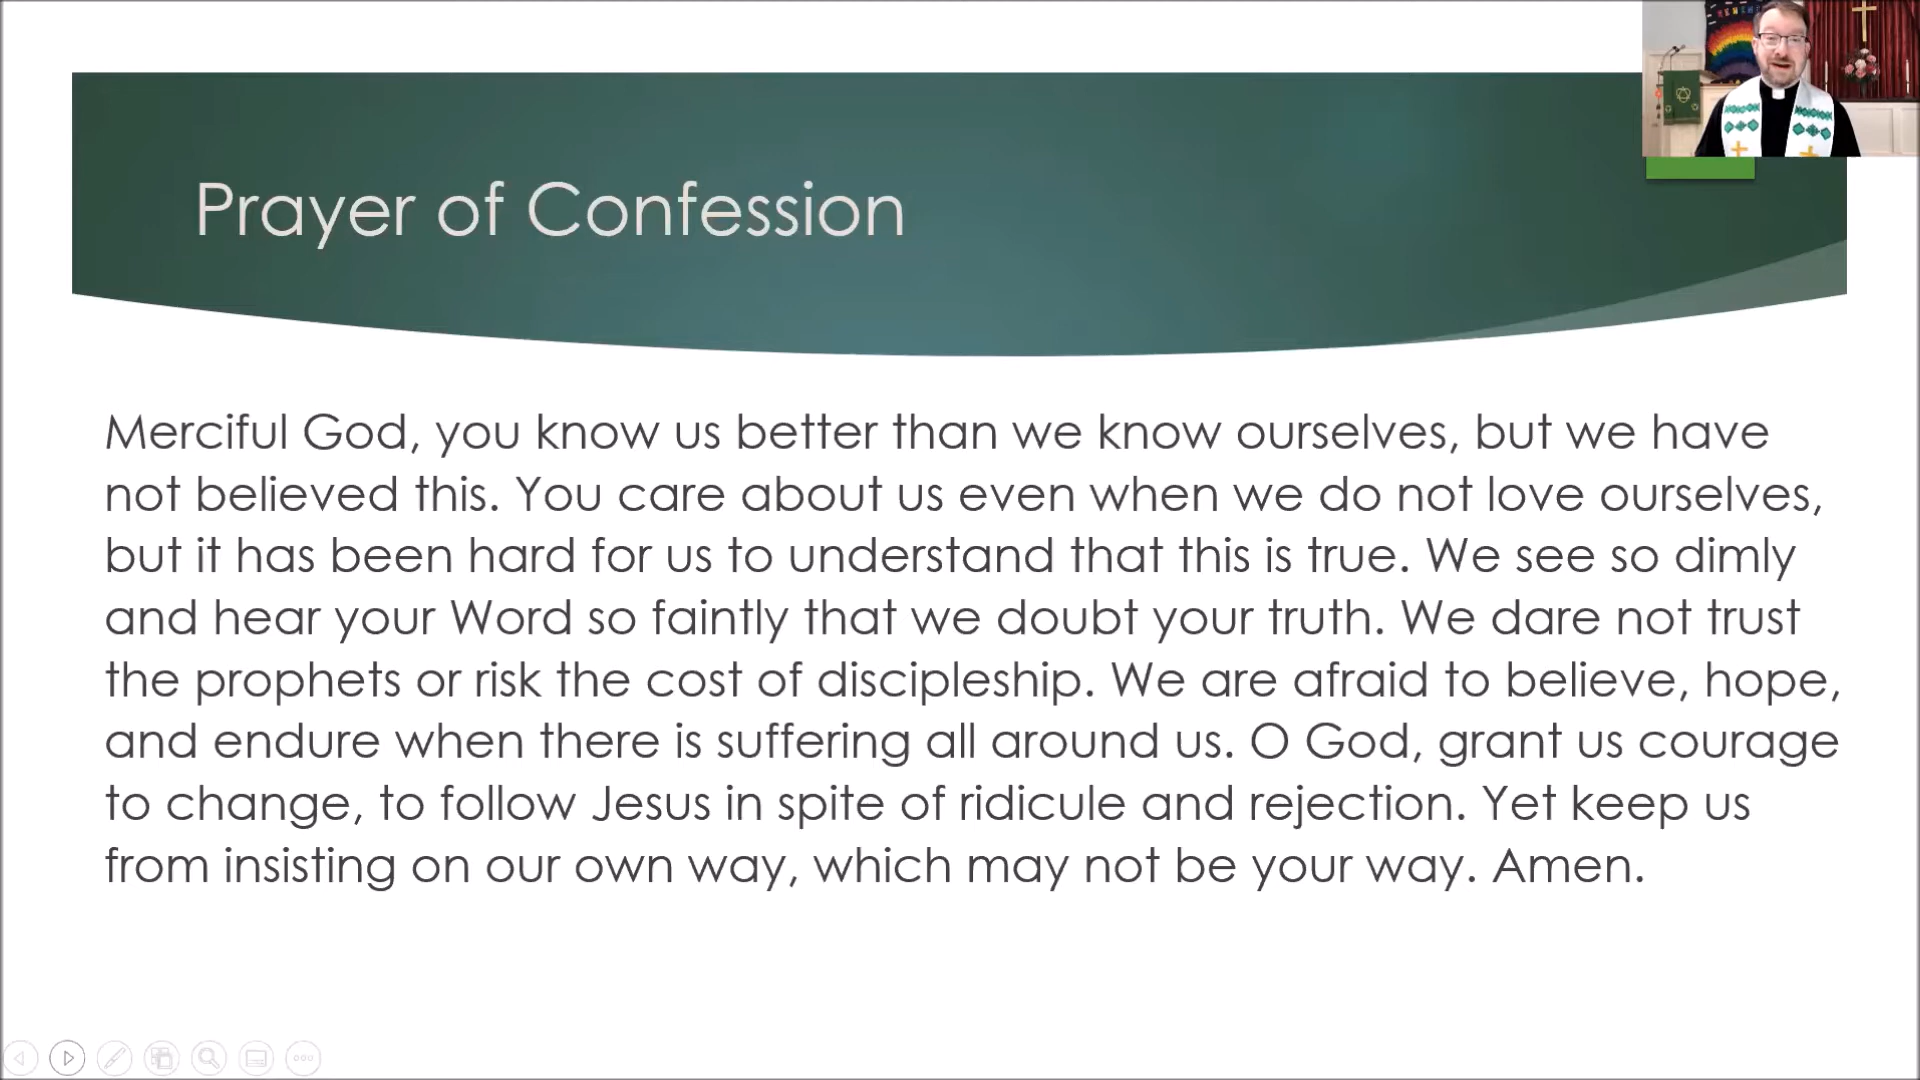 Prayer of Confession
Merciful God, you know us better than we know ourselves, but we have
not believed this. You care about us even when we do not love ourselves,
but it has been hard for us to understand that this is true. We see so dimly
and hear your Word so faintly that we doubt your truth. We dare not trust
the prophets or risk the cost of discipleship. We are afraid to believe, hope,
and endure when there is suffering all around us. O God, grant us courage
to change, to follow Jesus in spite of ridicule and rejection. Yet keep us
from insisting on our own way, which may not be your way. Amen.